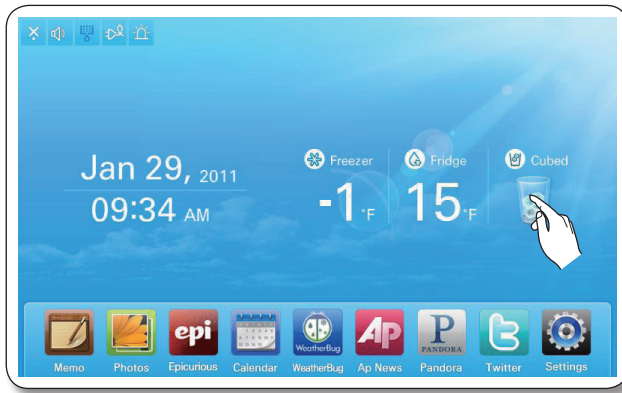 Jan 29, 2011
09:34 AM
Freezer
-1 °F
Fridge
15 °F
Cubed
epi
WeatherBug
AP
P
PANDORA
Memo
Photos
Epicurious
Calendar
WeatherBug
Ap News
Pandora
Twitter
Settings